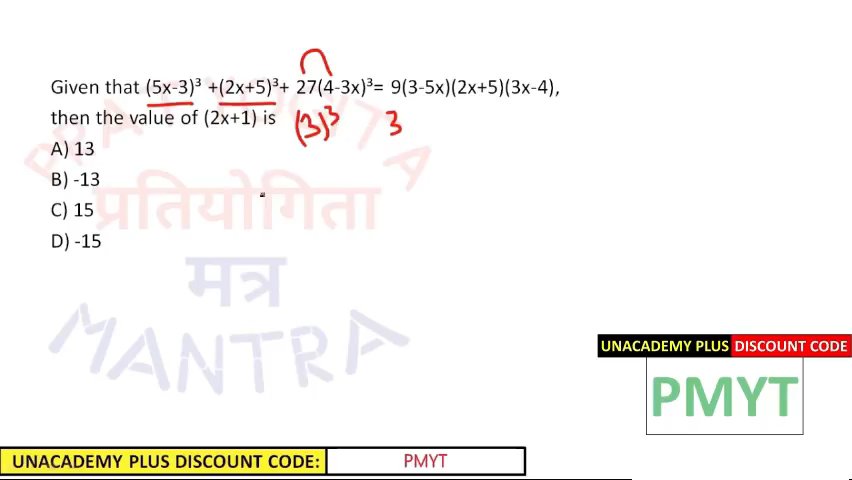 Given that (5x-3)³ +(2x+5)³+ 27(4-3x)³= 9(3-5x)(2x+5)(3x-4),
then the value of (2x+1) is
(3)³ 3
A) 13
B) -13
C) 15
D) -15
PRATIYOGITA
प्रतियोगिता
मन्त्र
MANTRA
UNACADEMY PLUS DISCOUNT CODE
PMYT
UNACADEMY PLUS DISCOUNT CODE: PMYT